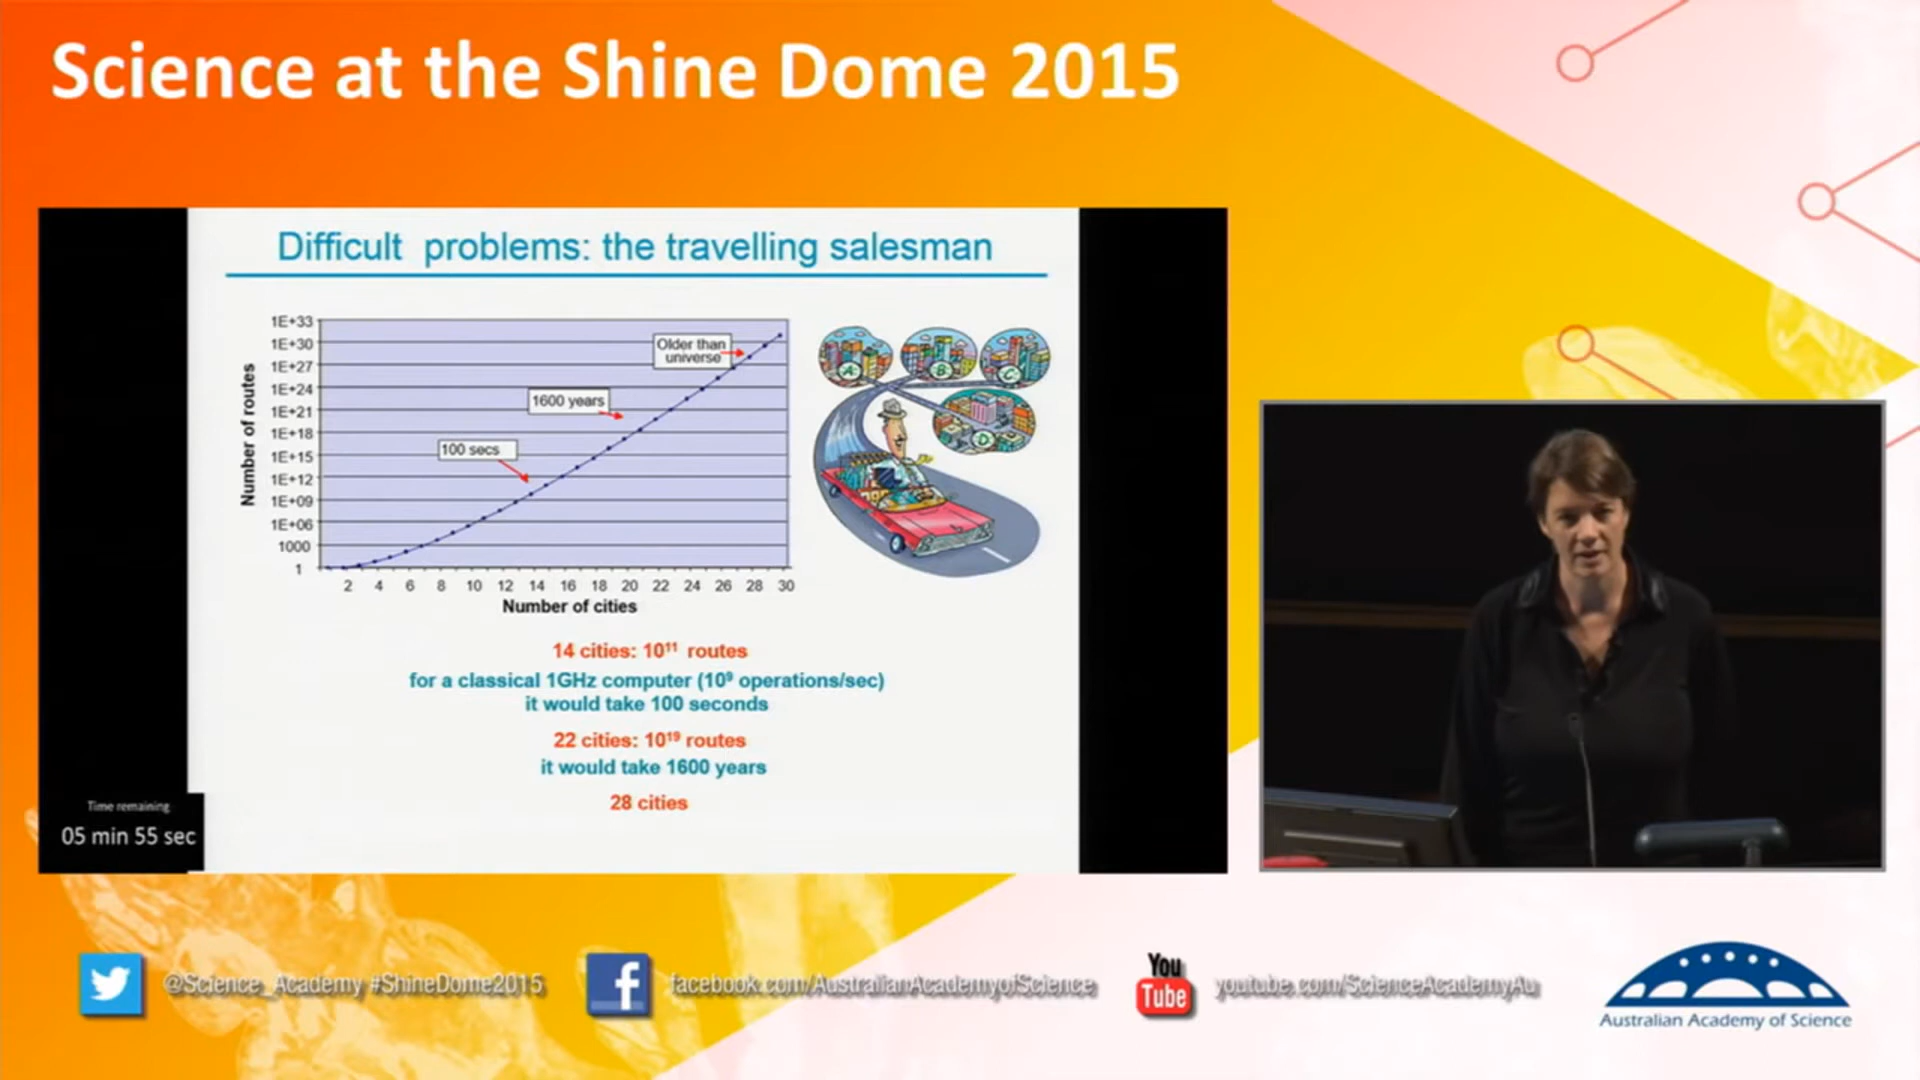 Science at the Shine Dome 2015
Difficult problems: the travelling salesman
Number of routes
1E+33
1E+30
1E+27
1E+24
1E+21
1E+18
1E+15
1E+12
1E+09
1E+06
1000
1
Older than
universe
1600 years
100 secs
2 4 6 8 10 12 14 16 18 20 22 24 26 28 30
Number of cities
A B C
D
14 cities: 10¹¹ routes
for a classical 1GHz computer (10⁹ operations/sec)
it would take 100 seconds
22 cities: 10¹⁹ routes
it would take 1600 years
28 cities
Time remaining
05 min 55 sec
@Science_Academy #ShineDome2015
facebook.com/AustralianAcademyofScience
You
Tube
youtube.com/ScienceAcademyAu
Australian Academy of Science